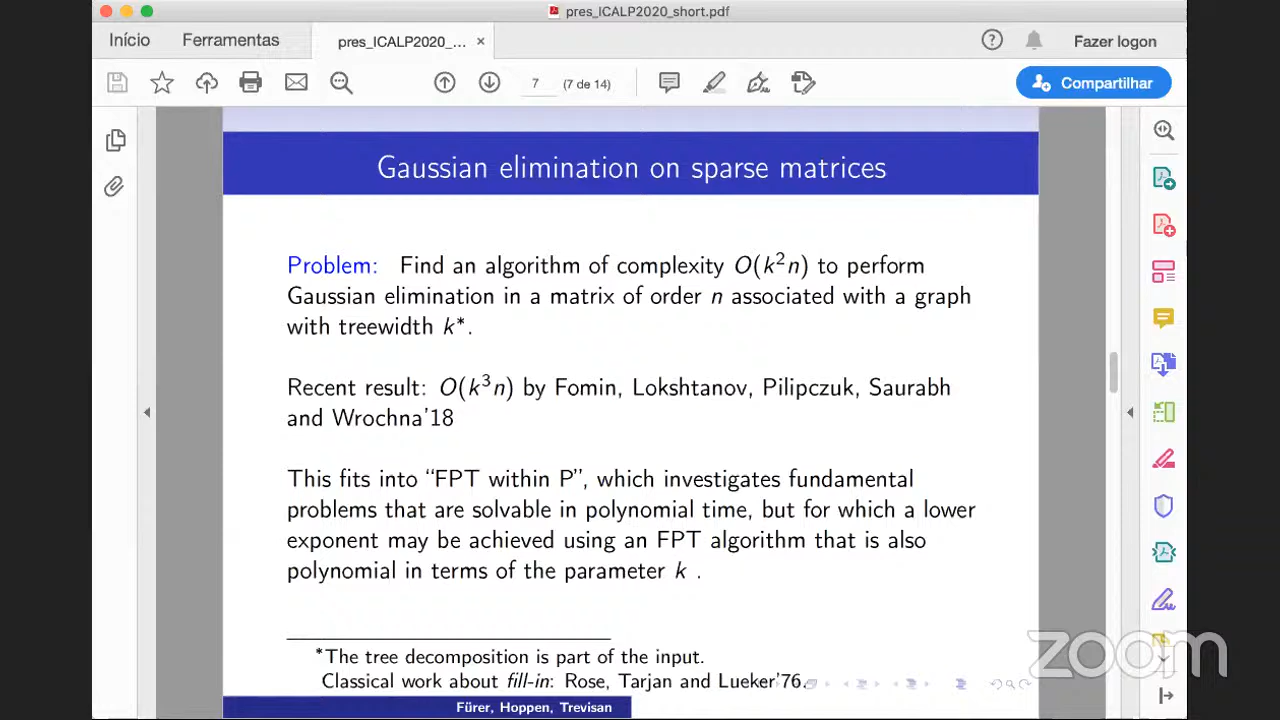 pres_ICALP2020_short.pdf
Início Ferramentas pres_ICALP2020_... × Fazer logon
7 (7 de 14) Compartilhar
Gaussian elimination on sparse matrices
Problem: Find an algorithm of complexity O(k²n) to perform
Gaussian elimination in a matrix of order n associated with a graph
with treewidth k*.
Recent result: O(k³n) by Fomin, Lokshtanov, Pilipczuk, Saurabh
and Wrochna'18
This fits into “FPT within P”, which investigates fundamental
problems that are solvable in polynomial time, but for which a lower
exponent may be achieved using an FPT algorithm that is also
polynomial in terms of the parameter k .
*The tree decomposition is part of the input.
Classical work about fill-in: Rose, Tarjan and Lueker'76.
Fürer, Hoppen, Trevisan
zoom